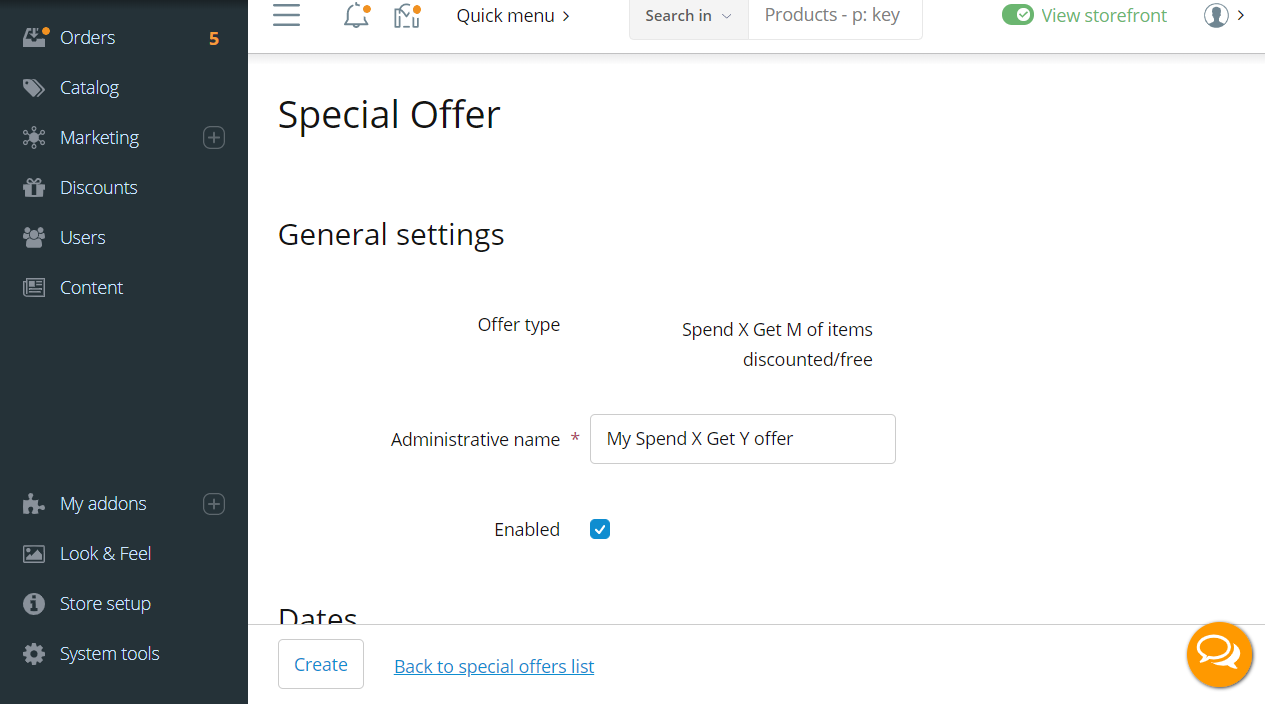 Orders 5
Catalog
Marketing
Discounts
Users
Content
My addons
Look & Feel
Store setup
System tools
Quick menu
Search in
Products - p: key
View storefront
Special Offer
General settings
Offer type
Spend X Get M of items
discounted/free
Administrative name *
My Spend X Get Y offer
Enabled
Dates
Create
Back to special offers list